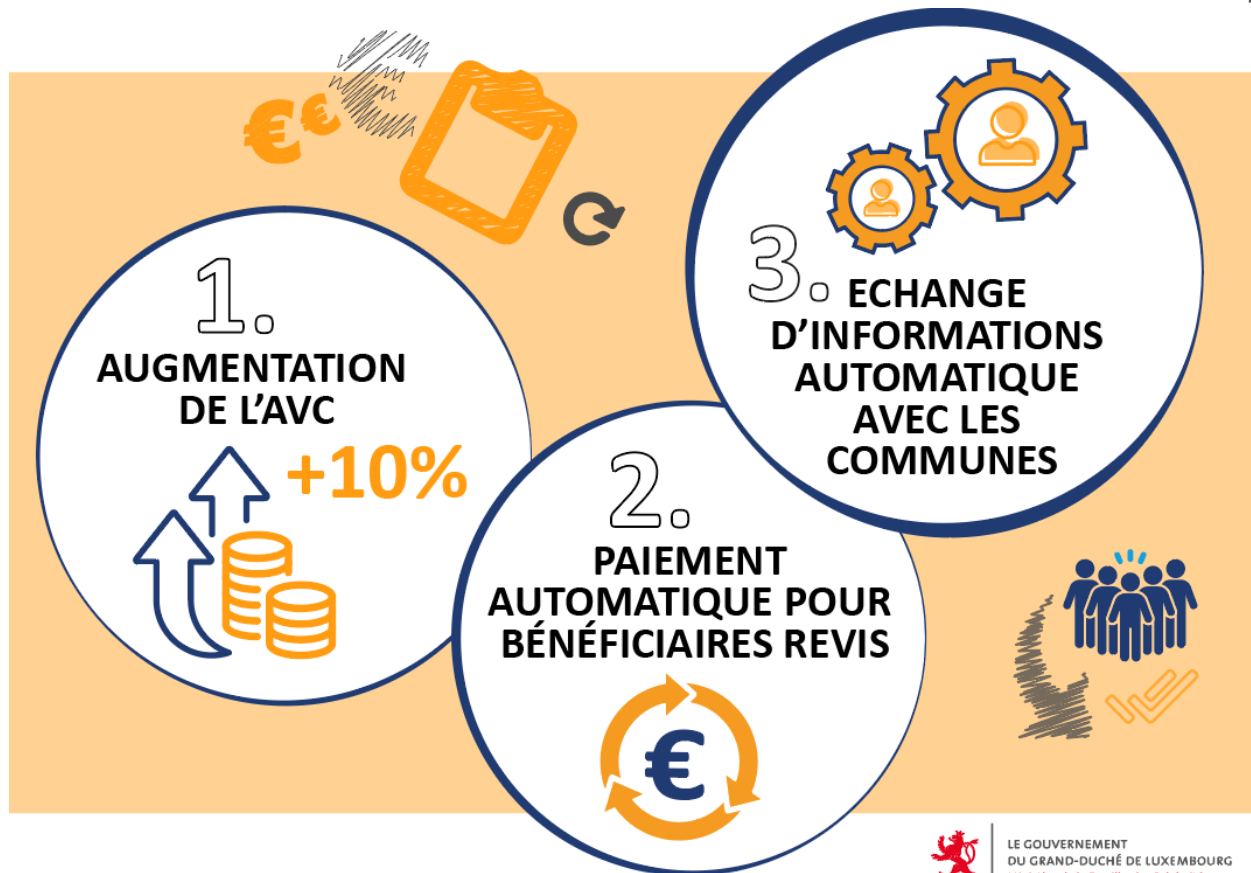 1.
AUGMENTATION
DE L'AVC
+10%
2.
PAIEMENT
AUTOMATIQUE POUR
BÉNÉFICIAIRES REVIS
€
3.
ECHANGE
D'INFORMATIONS
AUTOMATIQUE
AVEC LES
COMMUNES
€ €
LE GOUVERNEMENT
DU GRAND-DUCHÉ DE LUXEMBOURG